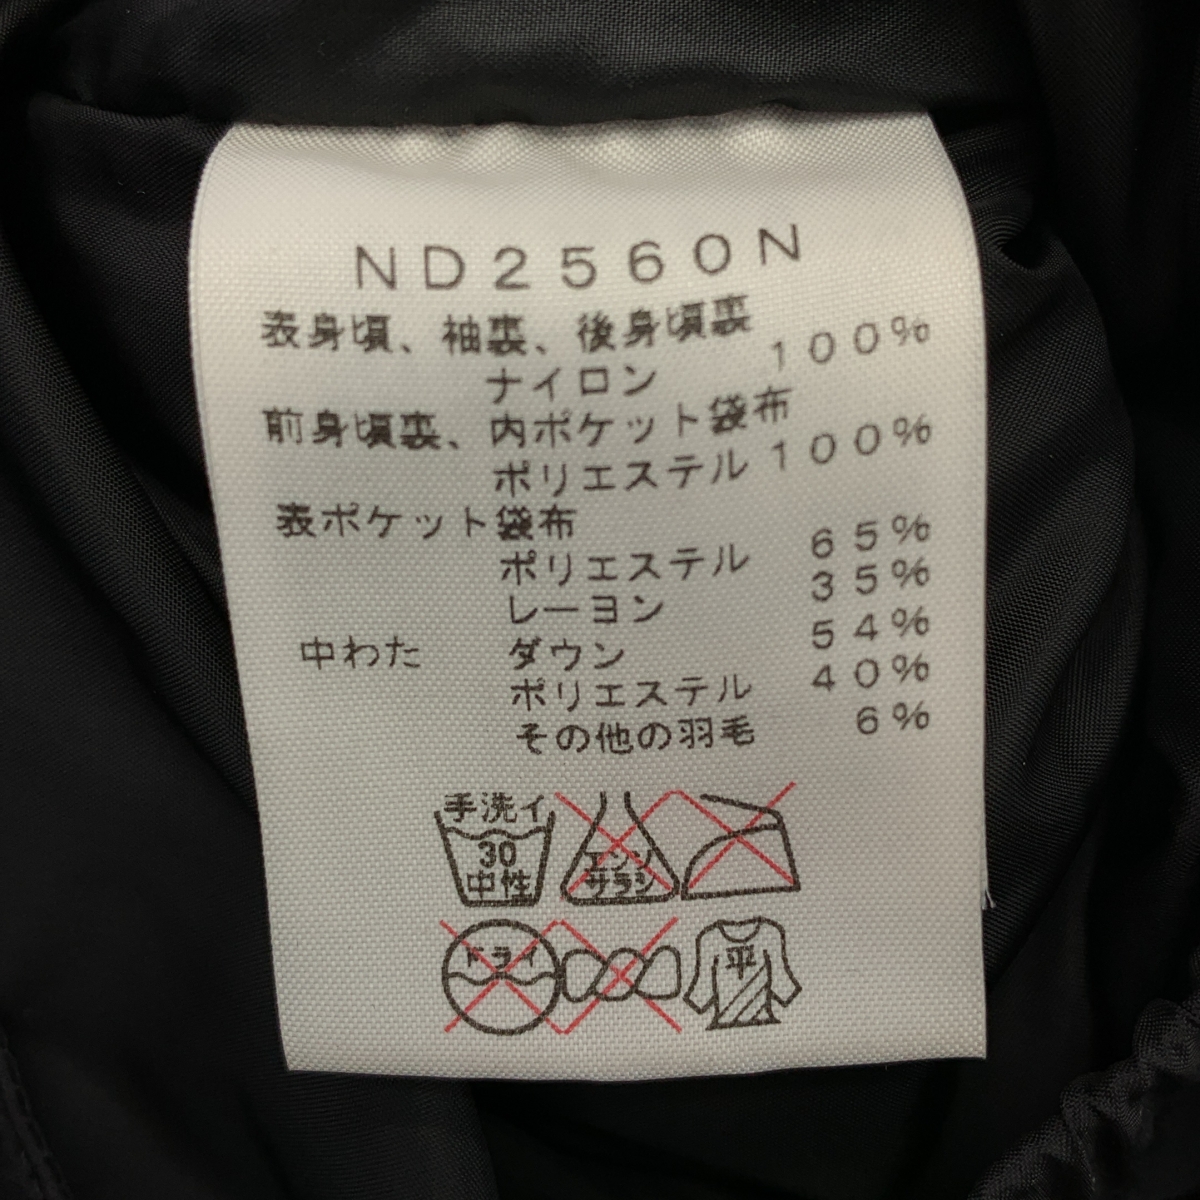 ND2560N
表身頃、袖裏、後身頃裏
ナイロン 100%
前身頃裏、内ポケット袋布
ポリエステル 100%
表ポケット袋布
ポリエステル 65%
レーヨン 35%
中わた ダウン 54%
ポリエステル 40%
その他の羽毛 6%
手洗イ
30
中性
エンソ
サラシ
ドライ
平